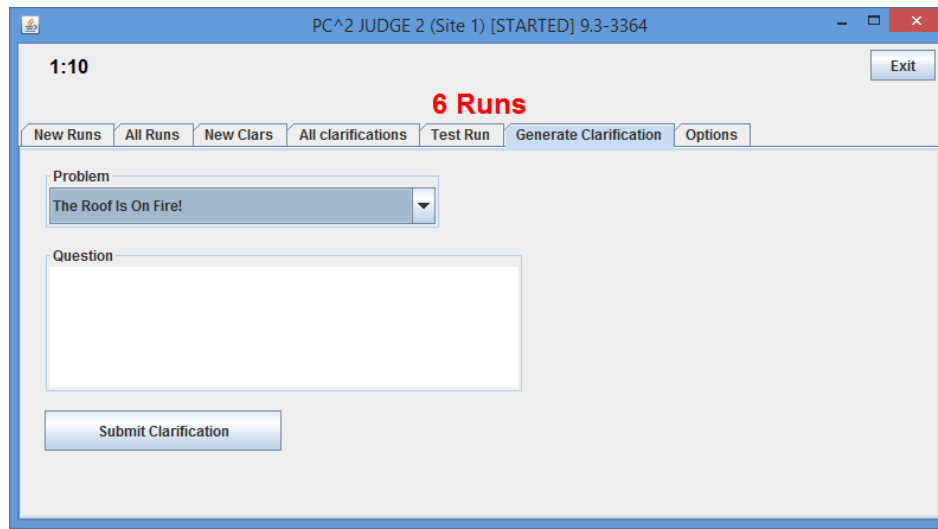 PC^2 JUDGE 2 (Site 1) [STARTED] 9.3-3364
1:10
Exit
6 Runs
New Runs All Runs New Clars All clarifications Test Run Generate Clarification Options
Problem
The Roof Is On Fire!
Question
Submit Clarification